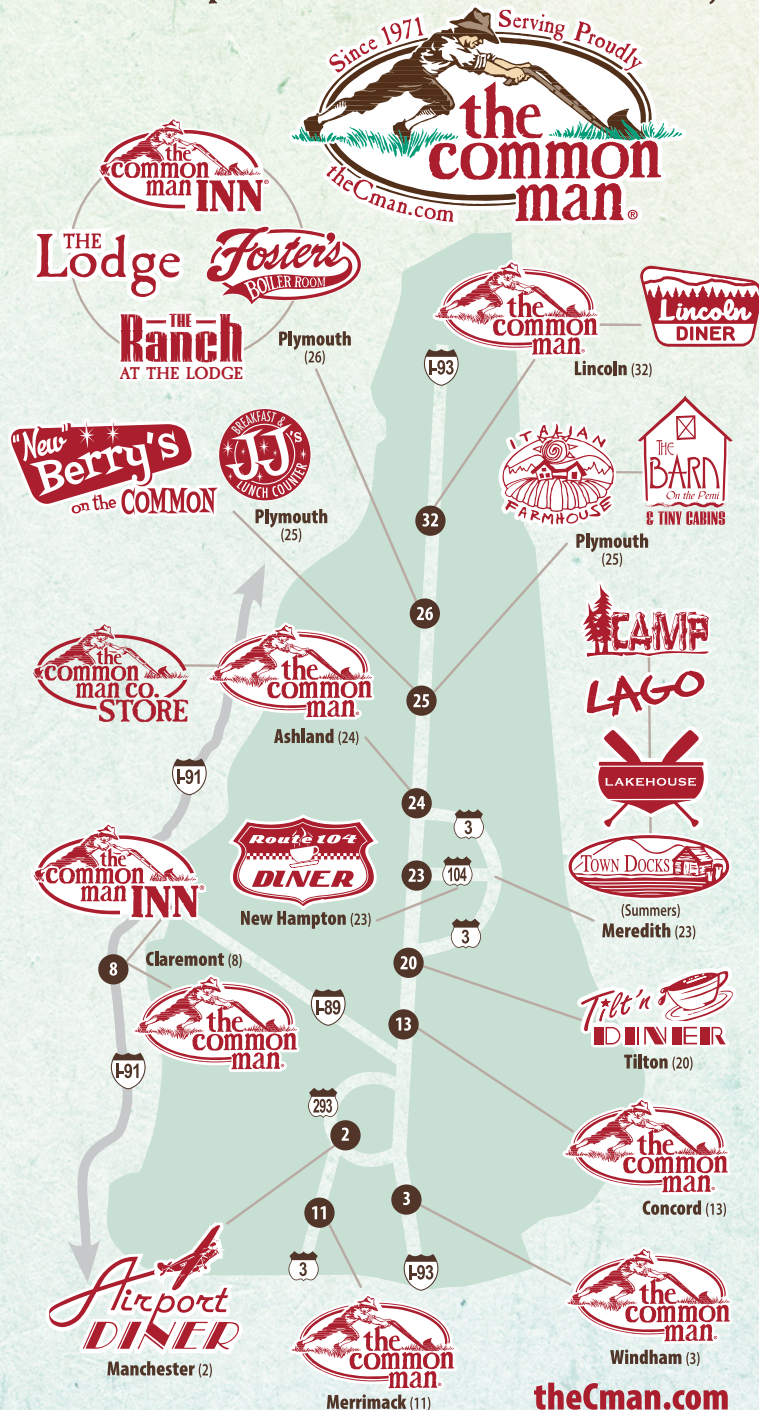 Since 1971 Serving Proudly
the
common
man®
theCman.com
the
common
man INN®
THE
Lodge
Foster's
BOILER ROOM
THE
Ranch
AT THE LODGE
Plymouth
(26)
the
common
man®
Lincoln (32)
Lincoln
DINER
I-93
"New"
Berry's
on the COMMON
BREAKFAST &
JJ's
LUNCH COUNTER
Plymouth
(25)
ITALIAN
FARMHOUSE
THE
BARN
On the Pemi
& TINY CABINS
Plymouth
(25)
32
26
25
24
the
common
man co.
STORE
the
common
man®
Ashland (24)
CAMP
LAGO
LAKEHOUSE
TOWN DOCKS
(Summers)
Meredith (23)
I-91
3
23
104
3
Route 104
DINER
New Hampton (23)
the
common
man INN®
Claremont (8)
8
the
common
man®
I-89
20
13
Tilt'n
DINER
Tilton (20)
I-91
293
2
the
common
man®
Concord (13)
11
3
3
I-93
Airport
DINER
Manchester (2)
the
common
man®
Merrimack (11)
the
common
man®
Windham (3)
theCman.com